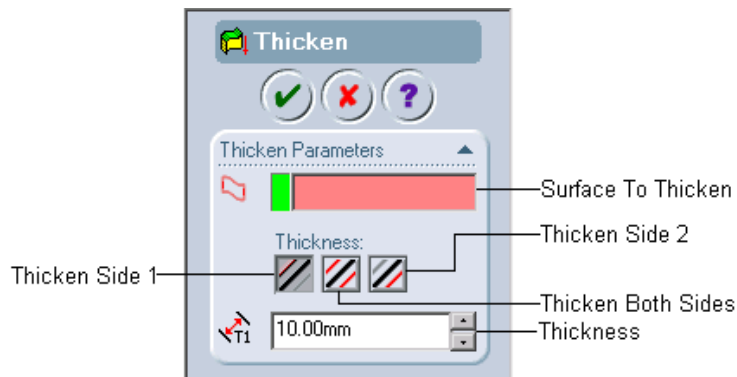 Thicken
?
Thicken Parameters
Surface To Thicken
Thickness:
Thicken Side 2
Thicken Side 1
Thicken Both Sides
T1
10.00mm
Thickness